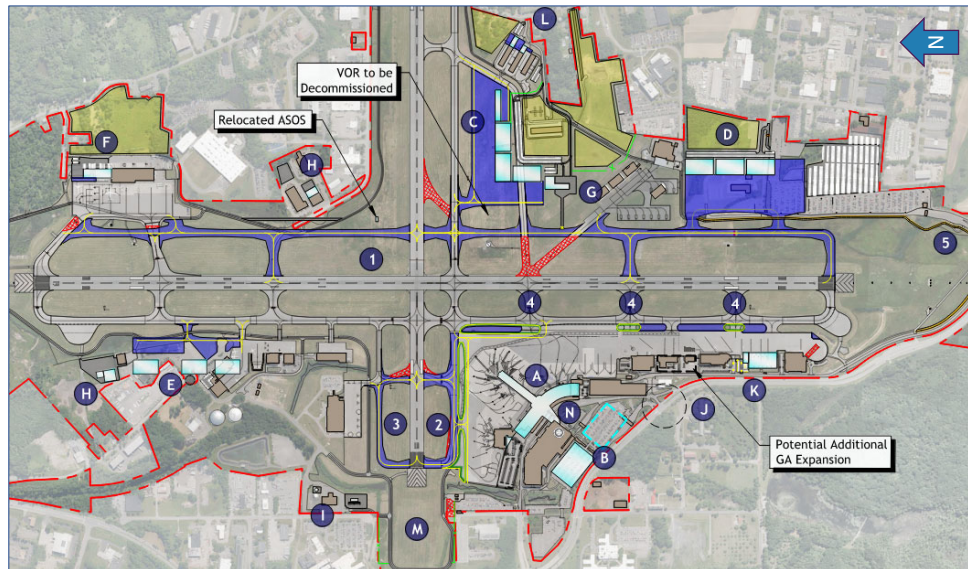 L
N
VOR to be
Decommissioned
C
Relocated ASOS
F
D
H
G
1
5
4
4
4
A
E
H
K
N
J
3
2
B
Potential Additional
GA Expansion
I
M